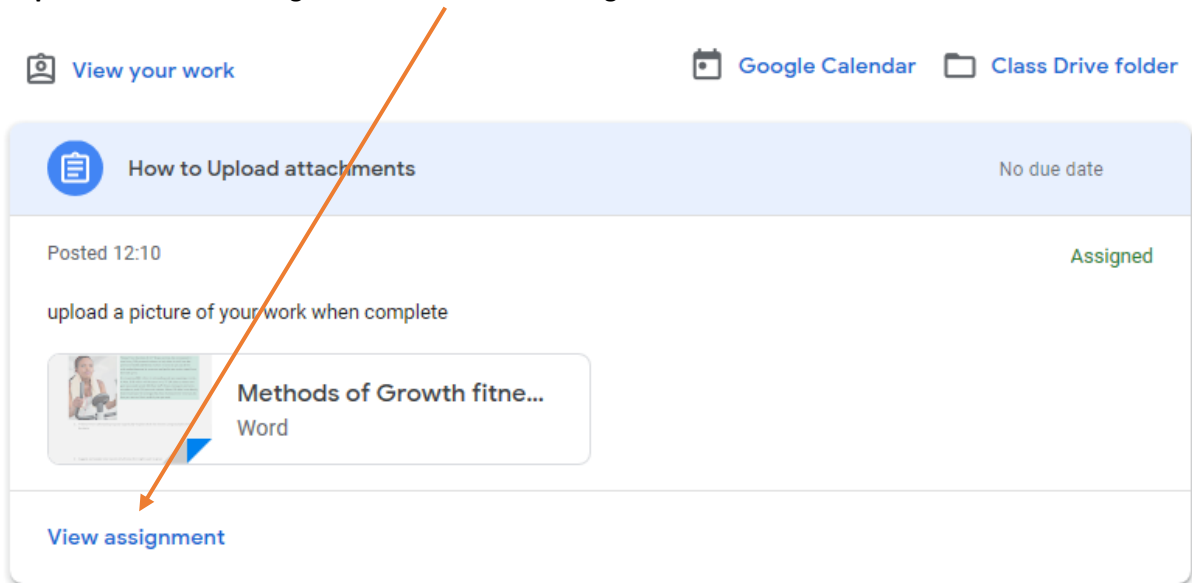 View your work
Google Calendar
Class Drive folder
How to Upload attachments
No due date
Posted 12:10
Assigned
upload a picture of your work when complete
Methods of Growth fitne...
Word
View assignment